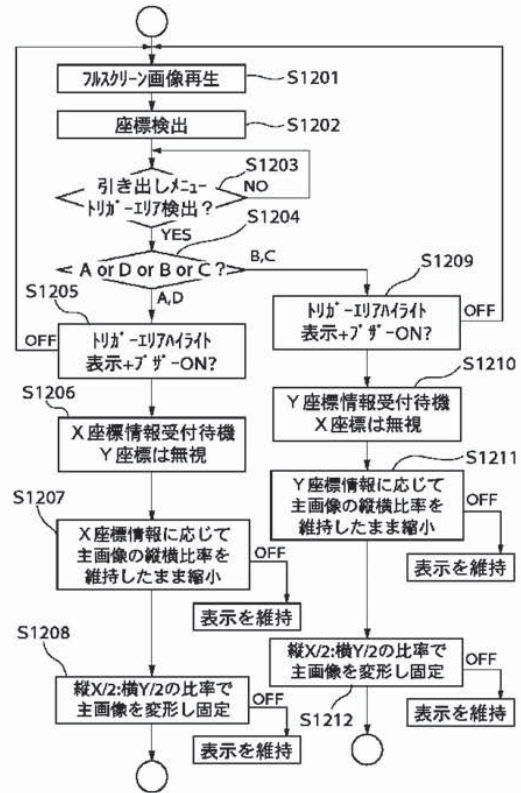 フルスクリーン画像再生
S1201
座標検出
S1202
引き出しﾒﾆｭｰ
ﾄﾘｶﾞｰエリア検出?
S1203
NO
YES
A or D or B or C?
S1204
A,D
B,C
S1205
OFF
ﾄﾘｶﾞｰｴﾘｱﾊｲﾗｲﾄ
表示+ﾌﾞｻﾞｰON?
S1206
X座標情報受付待機
Y座標は無視
S1207
X座標情報に応じて
主画像の縦横比率を
維持したまま縮小
OFF
表示を維持
S1208
縦X/2:横Y/2の比率で
主画像を変形し固定
OFF
表示を維持
S1209
ﾄﾘｶﾞｰｴﾘｱﾊｲﾗｲﾄ
表示+ﾌﾞｻﾞｰON?
OFF
S1210
Y座標情報受付待機
X座標は無視
S1211
Y座標情報に応じて
主画像の縦横比率を
維持したまま縮小
OFF
表示を維持
縦X/2:横Y/2の比率で
主画像を変形し固定
S1212
OFF
表示を維持